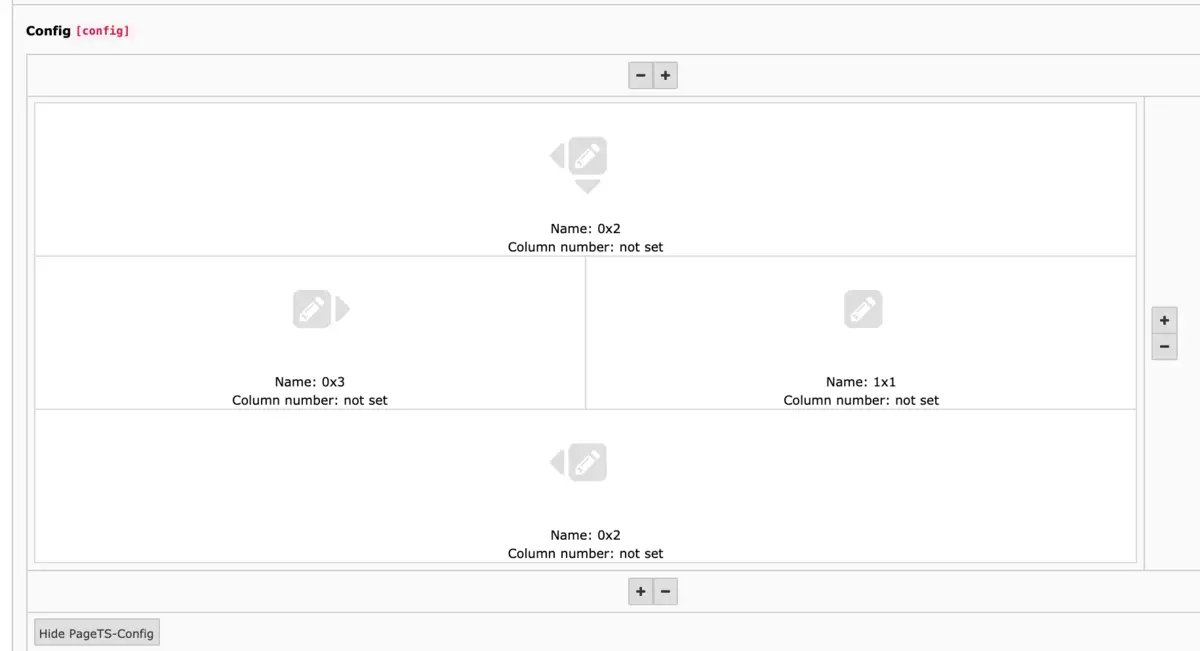 Config [config]
− +
Name: 0x2
Column number: not set
Name: 0x3
Column number: not set
Name: 1x1
Column number: not set
+
−
Name: 0x2
Column number: not set
+ −
Hide PageTS-Config